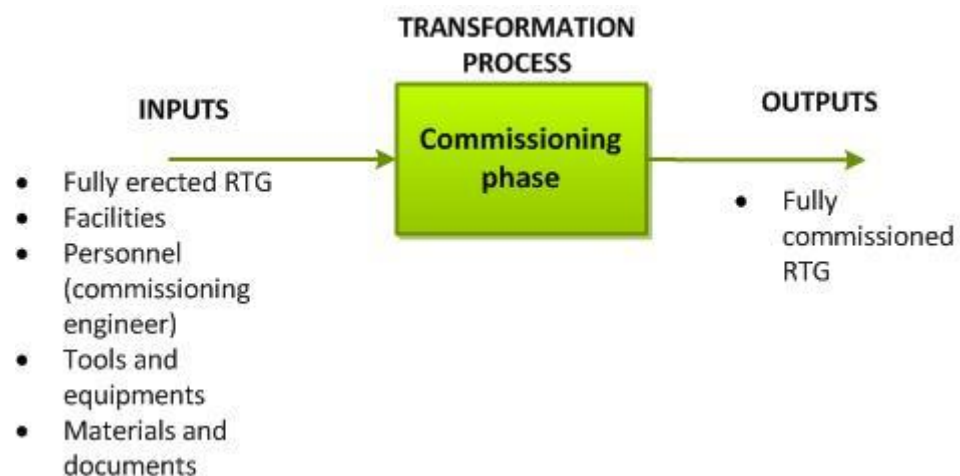 TRANSFORMATION
PROCESS
INPUTS
Commissioning
phase
OUTPUTS
• Fully erected RTG
• Facilities
• Personnel
(commissioning
engineer)
• Tools and
equipments
• Materials and
documents
• Fully
commissioned
RTG